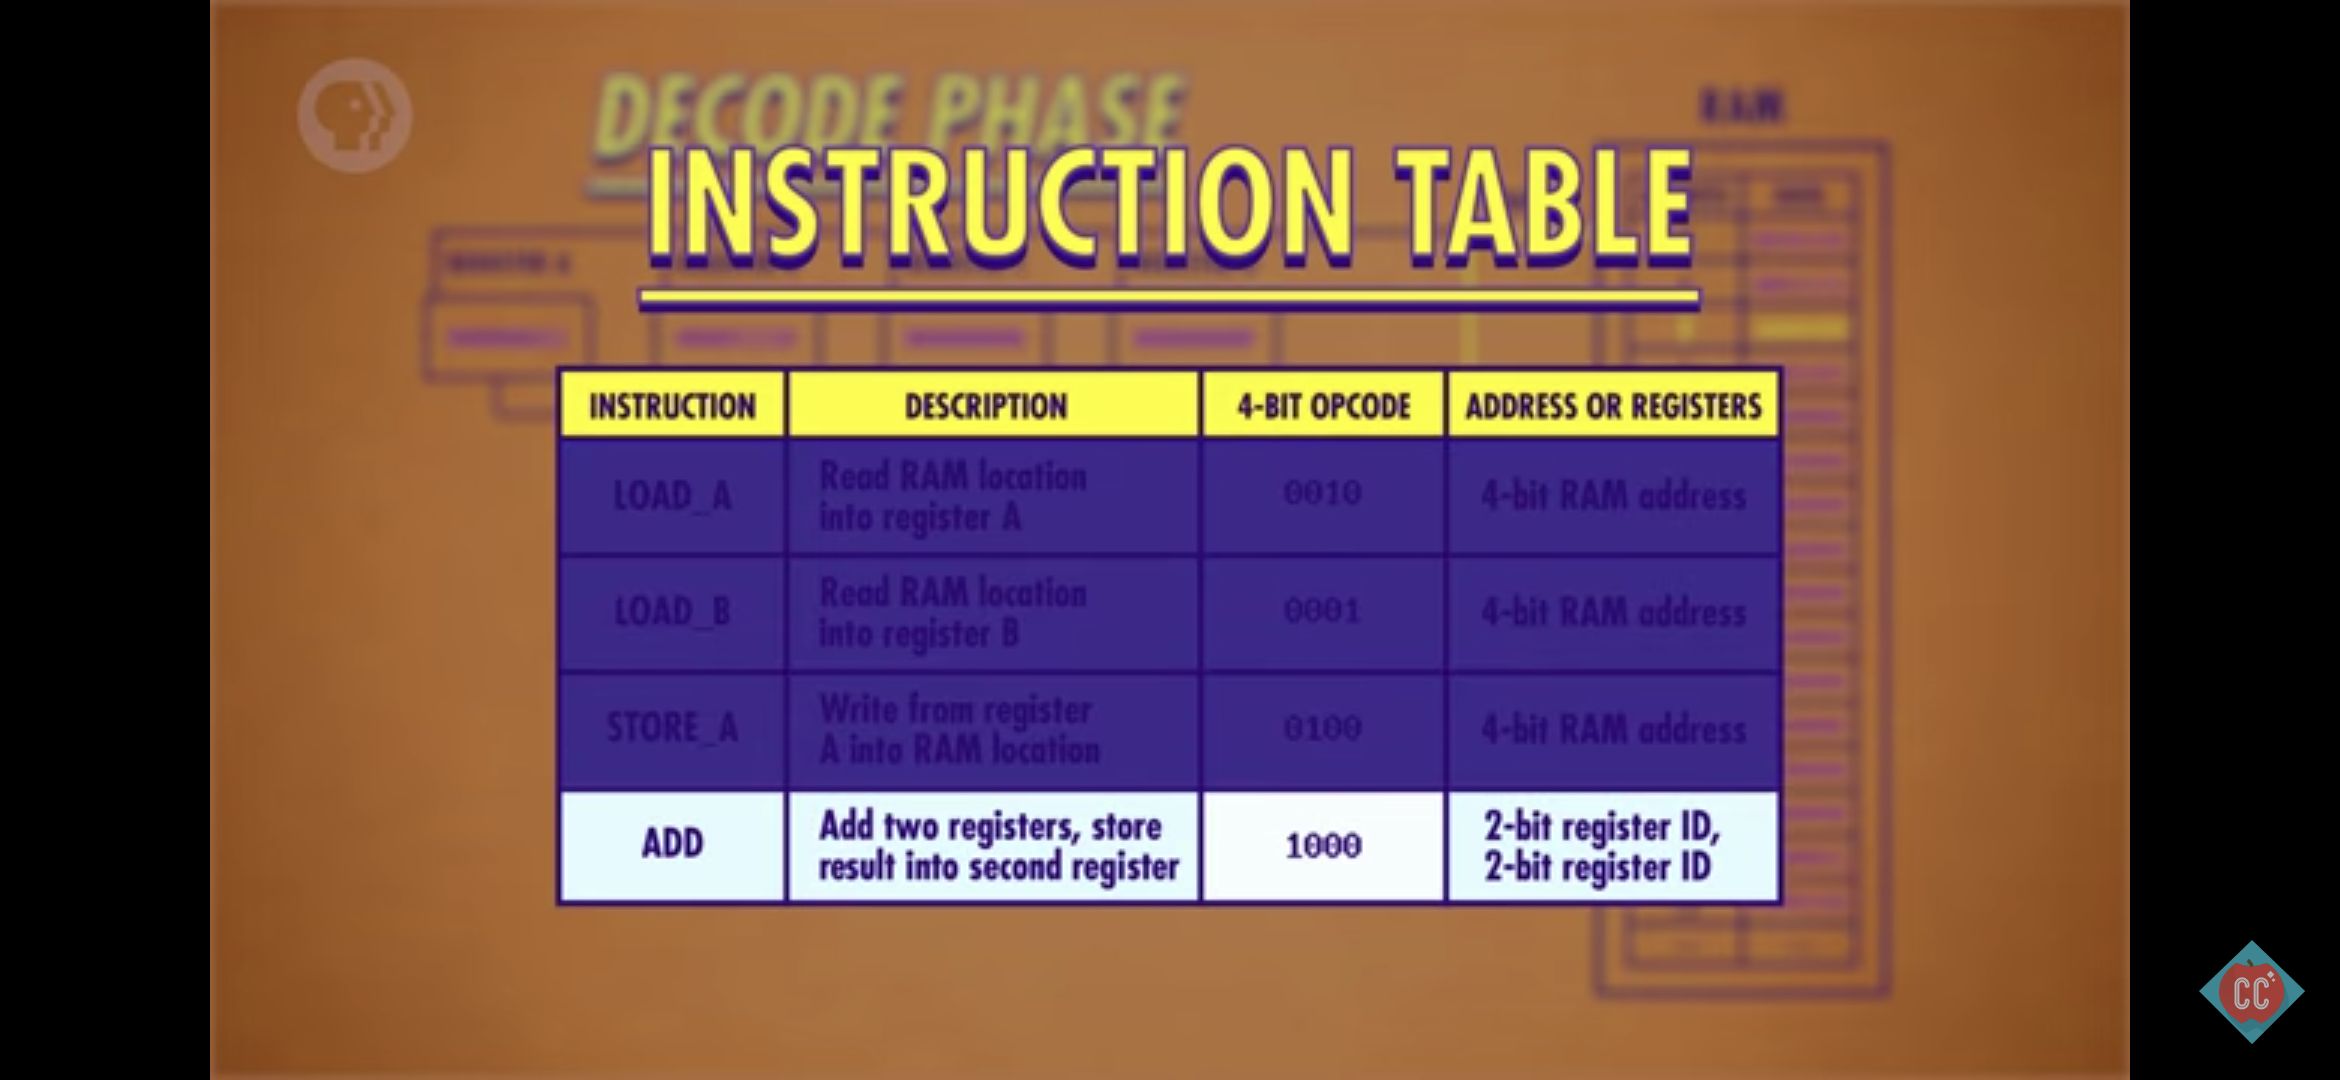 DECODE PHASE
RAM
INSTRUCTION TABLE
INSTRUCTION DESCRIPTION 4-BIT OPCODE ADDRESS OR REGISTERS
LOAD_A Read RAM location 0010 4-bit RAM address
into register A
LOAD_B Read RAM location 0001 4-bit RAM address
into register B
STORE_A Write from register 0100 4-bit RAM address
A into RAM location
ADD Add two registers, store 1000 2-bit register ID,
result into second register 2-bit register ID
CC